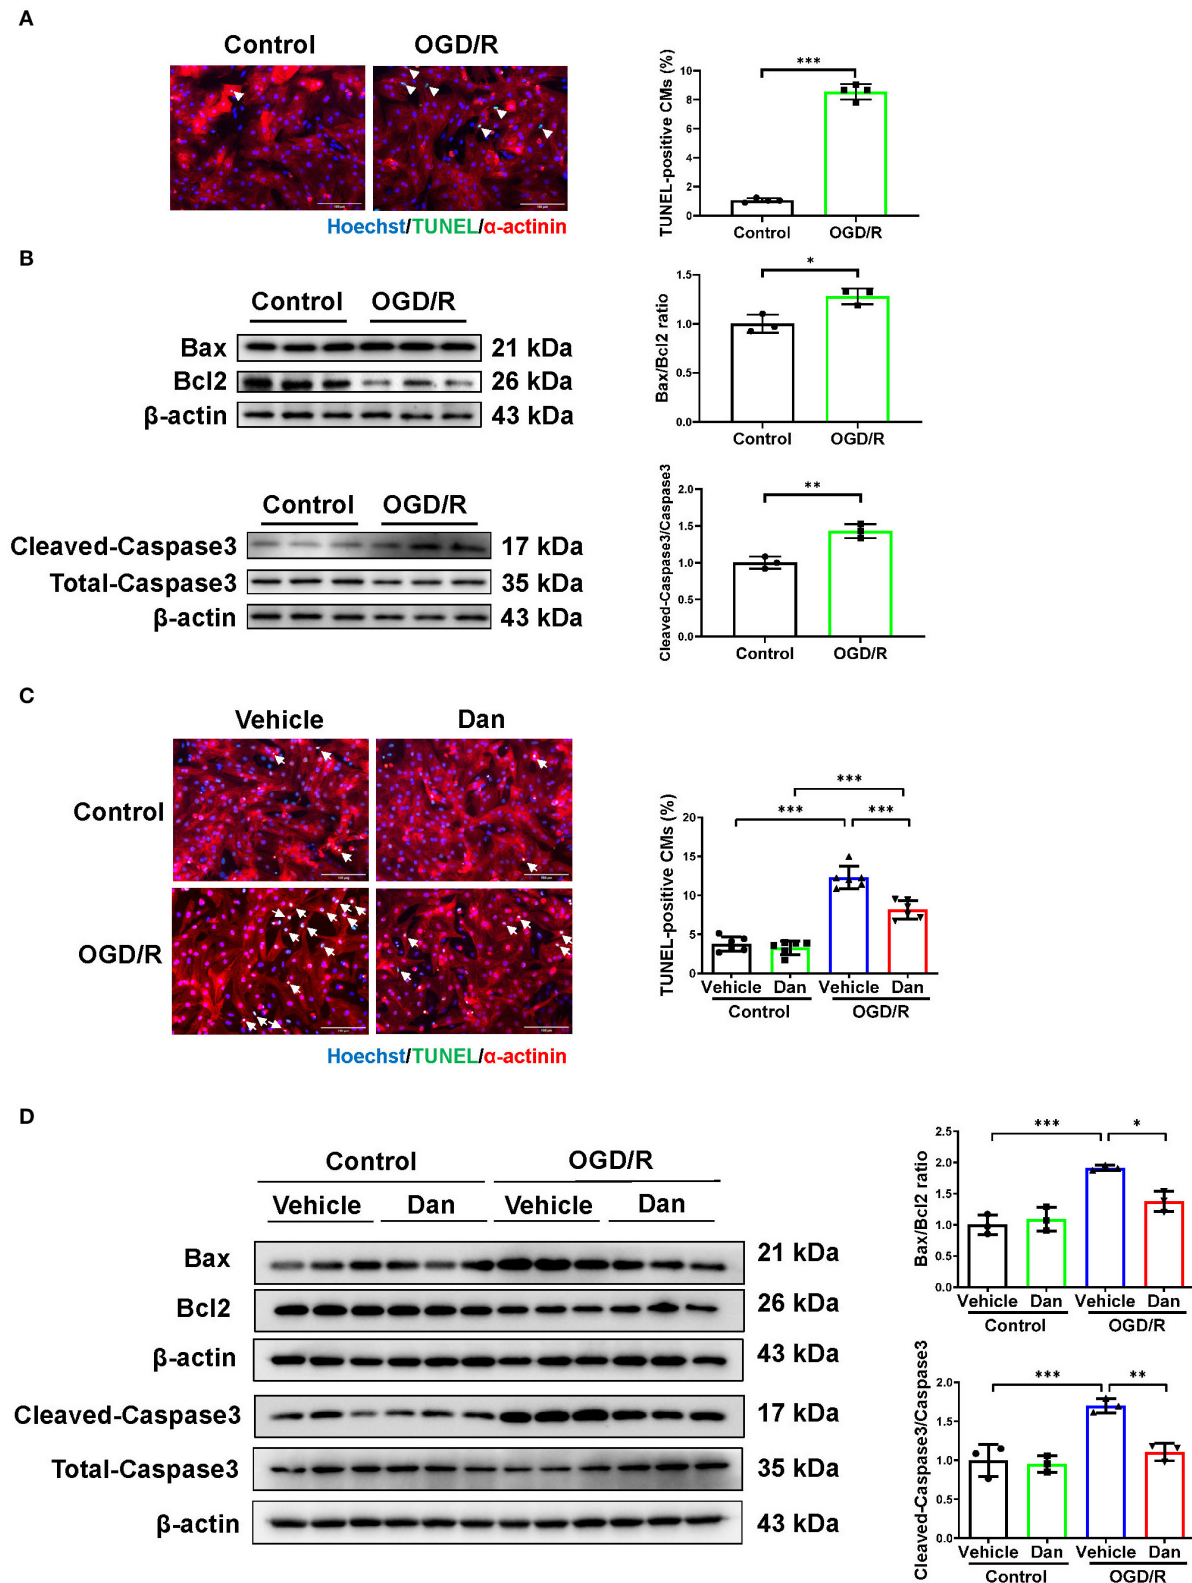 A
Control OGD/R
Hoechst/TUNEL/α-actinin
TUNEL-positive CMs (%)
10
8
6
4
2
0
***
Control OGD/R
B
Control OGD/R
Bax 21 kDa
Bcl2 26 kDa
β-actin 43 kDa
Bax/Bcl2 ratio
1.5
1.0
0.5
0.0
*
Control OGD/R
Control OGD/R
Cleaved-Caspase3 17 kDa
Total-Caspase3 35 kDa
β-actin 43 kDa
Cleaved-Caspase3/Caspase3
2.0
1.5
1.0
0.5
0.0
**
Control OGD/R
C
Vehicle Dan
Control
OGD/R
Hoechst/TUNEL/α-actinin
TUNEL-positive CMs (%)
20
15
10
5
0
***
*** ***
Vehicle Dan Vehicle Dan
Control OGD/R
D
Control OGD/R
Vehicle Dan Vehicle Dan
Bax 21 kDa
Bcl2 26 kDa
β-actin 43 kDa
Cleaved-Caspase3 17 kDa
Total-Caspase3 35 kDa
β-actin 43 kDa
Bax/Bcl2 ratio
2.5
2.0
1.5
1.0
0.5
0.0
*** *
Vehicle Dan Vehicle Dan
Control OGD/R
Cleaved-Caspase3/Caspase3
2.0
1.5
1.0
0.5
0.0
*** **
Vehicle Dan Vehicle Dan
Control OGD/R